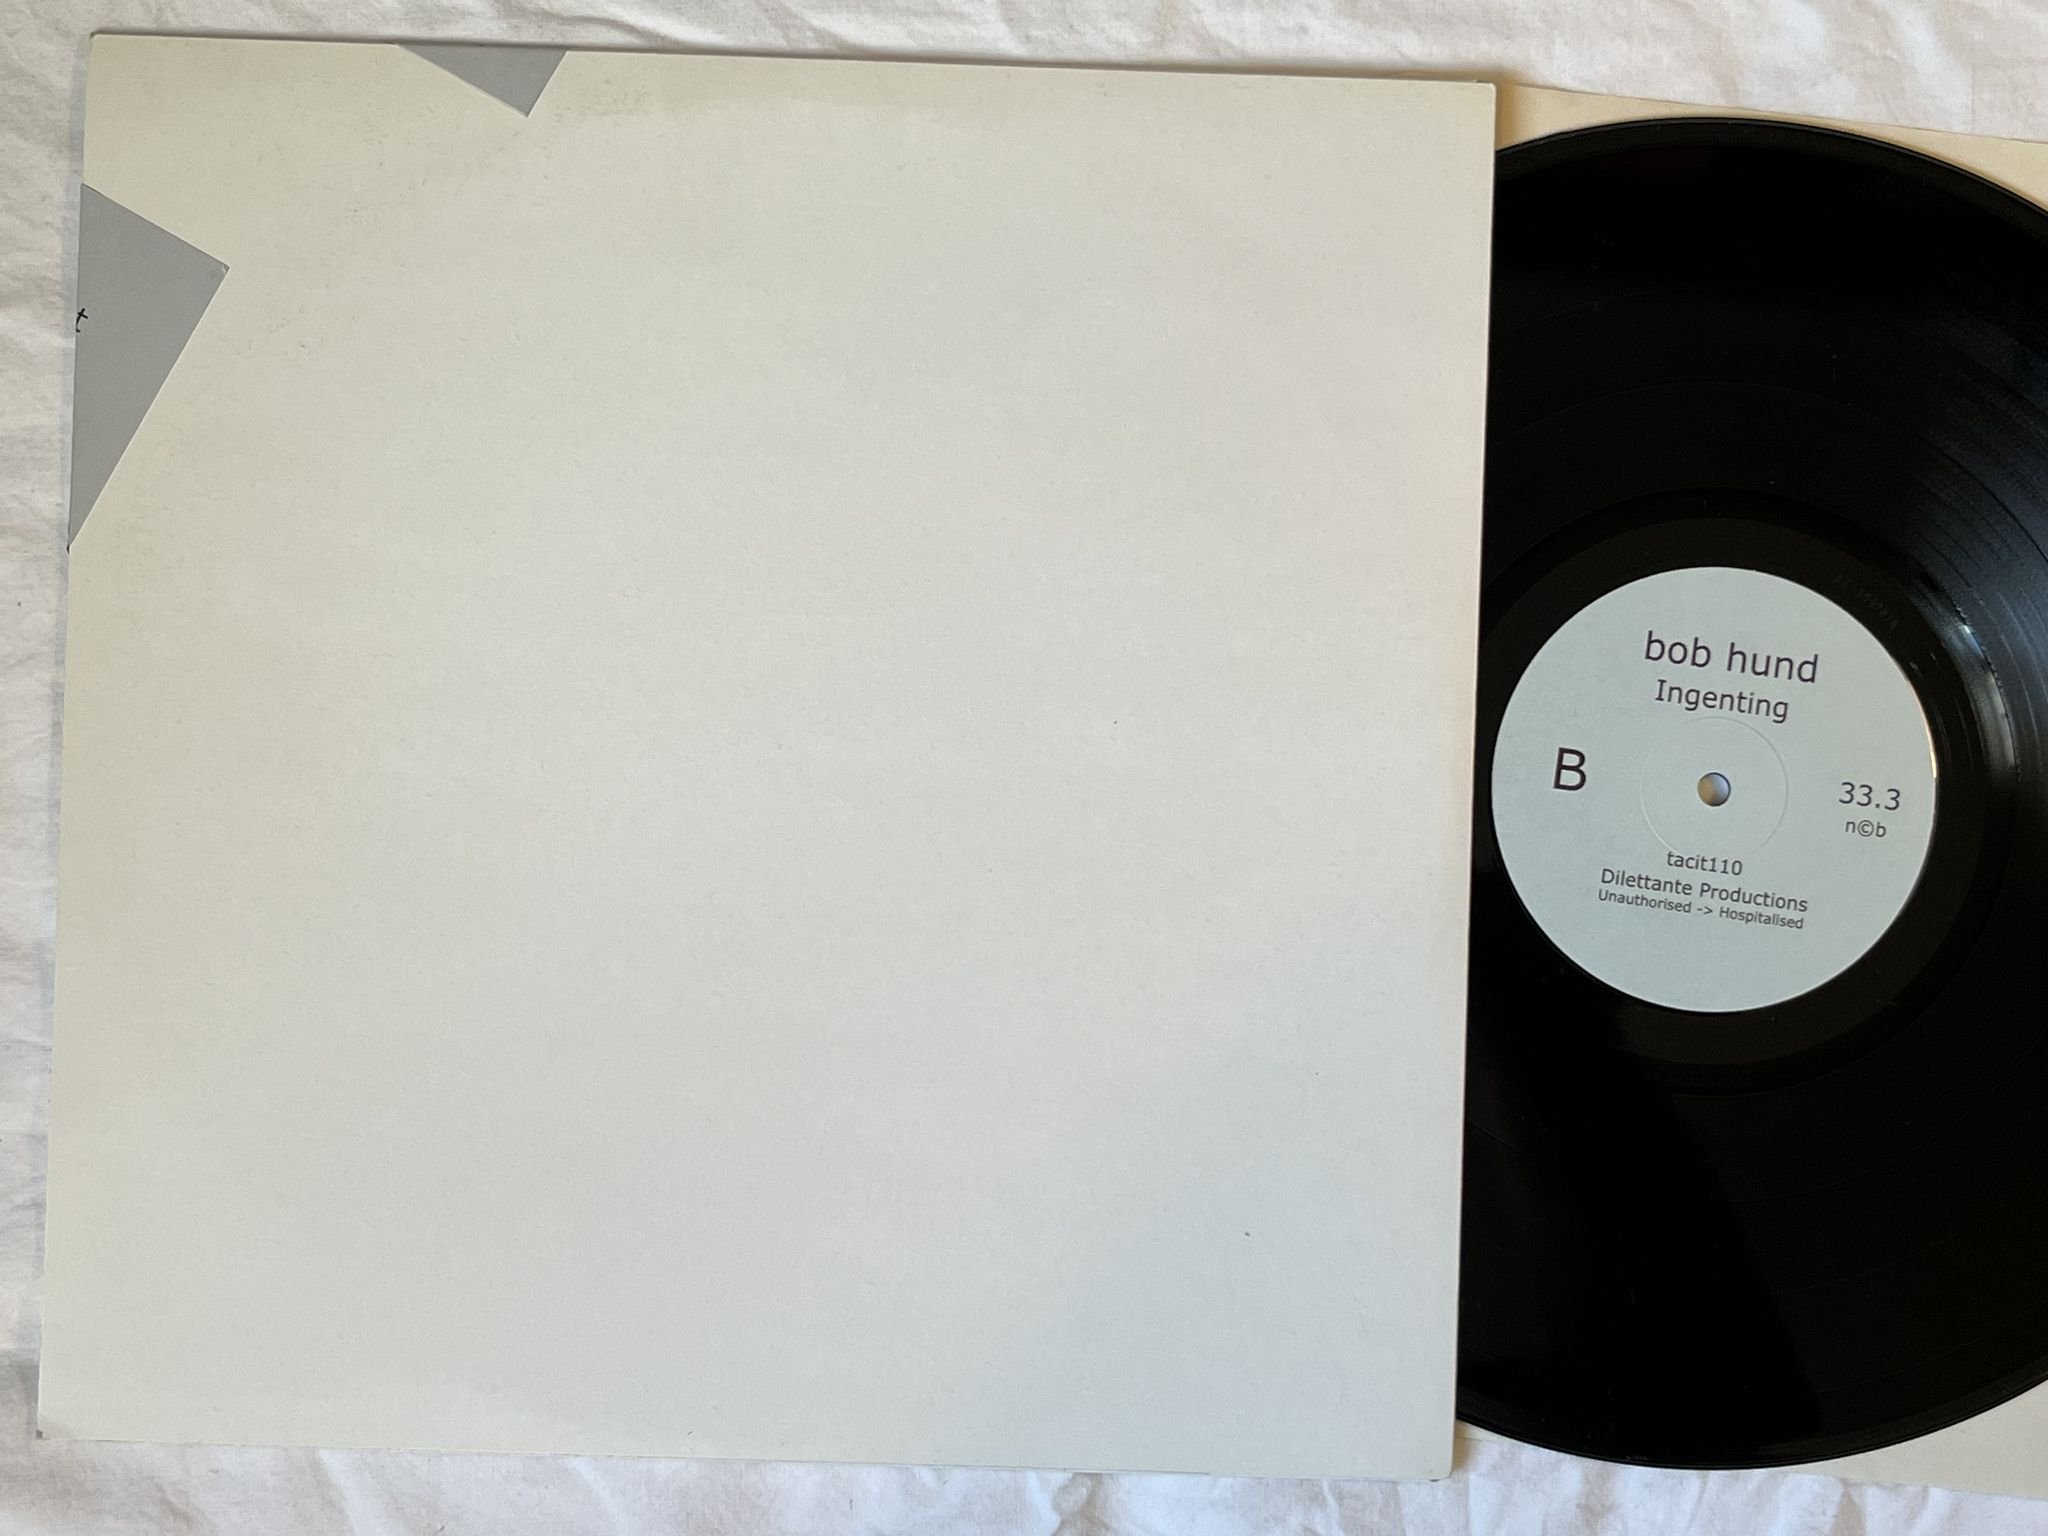 t
bob hund
Ingenting
B
33.3
n©b
tacit110
Dilettante Productions
Unauthorised -> Hospitalised